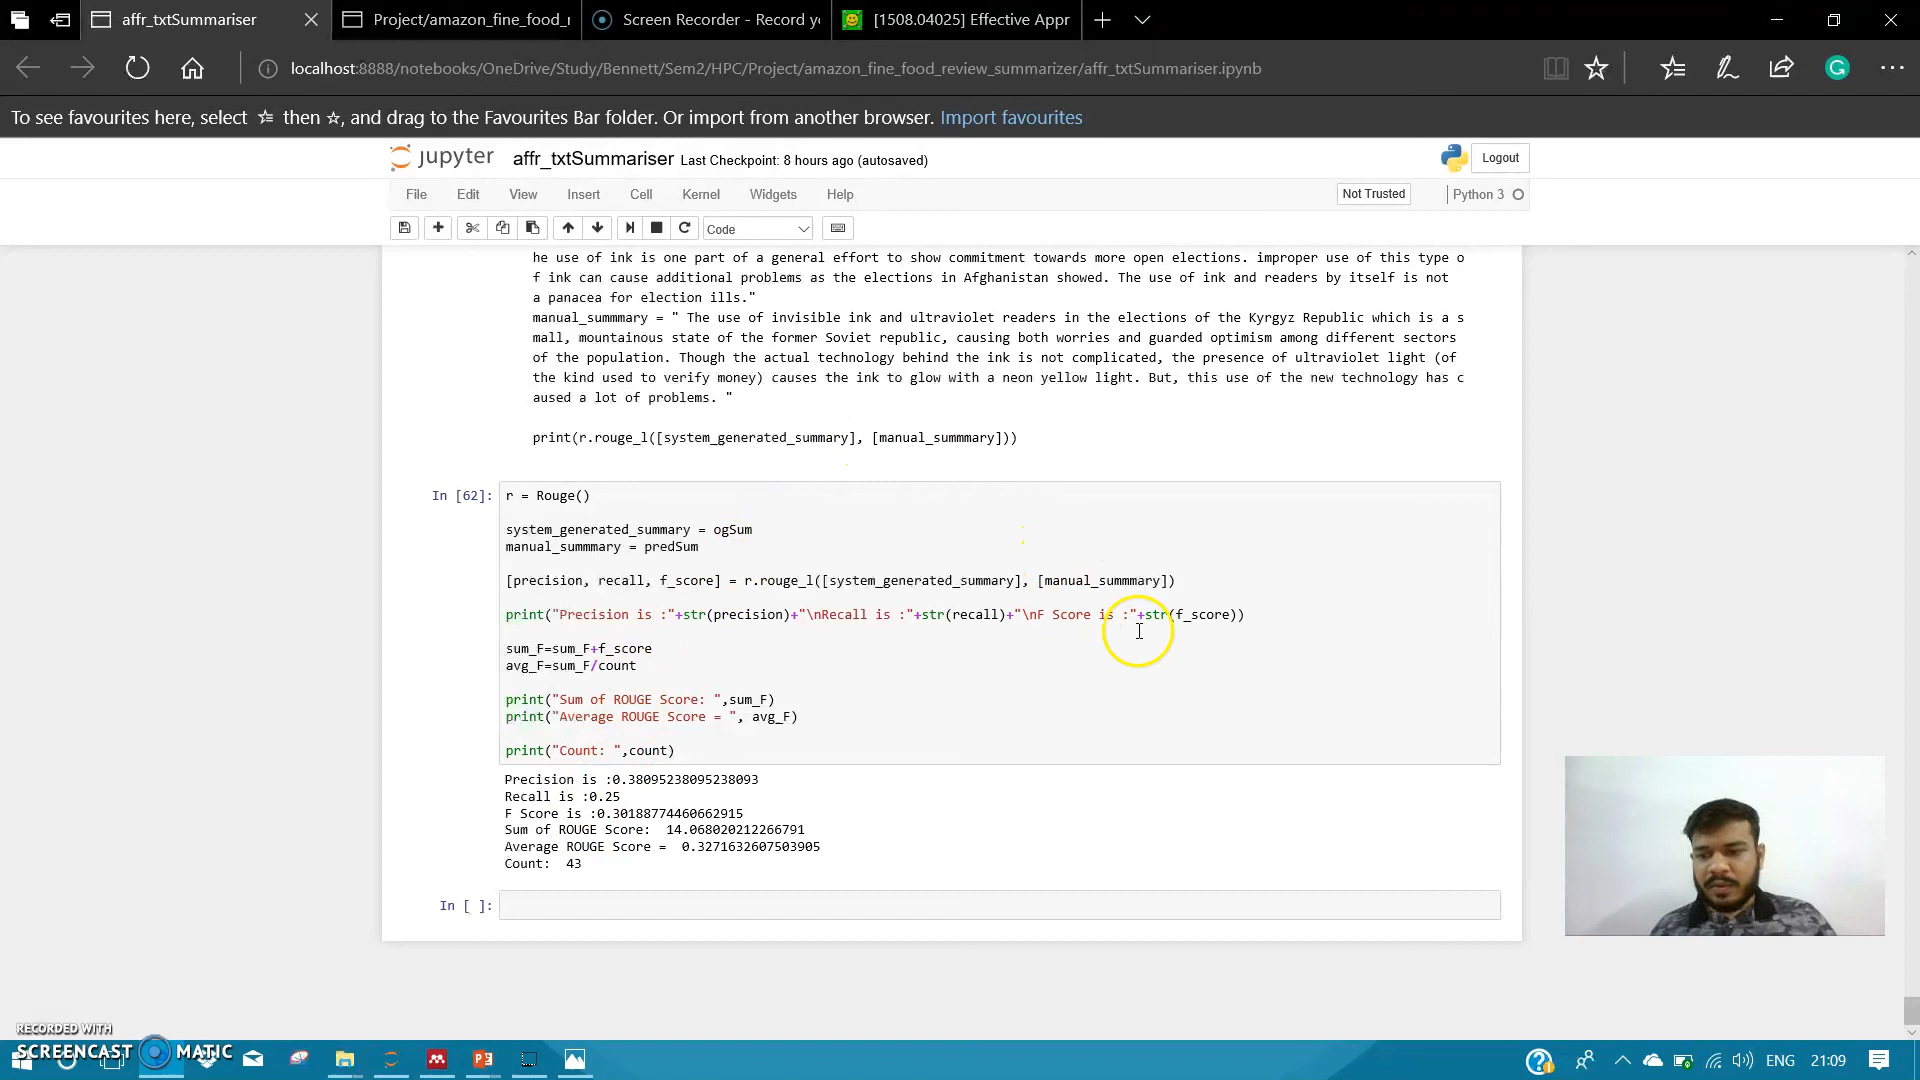 affr_txtSummariser
Project/amazon_fine_food_r
Screen Recorder - Record yo
[1508.04025] Effective Appr
localhost:8888/notebooks/OneDrive/Study/Bennett/Sem2/HPC/Project/amazon_fine_food_review_summarizer/affr_txtSummariser.ipynb
To see favourites here, select then ☆, and drag to the Favourites Bar folder. Or import from another browser. Import favourites
jupyter affr_txtSummariser Last Checkpoint: 8 hours ago (autosaved)
Logout
File Edit View Insert Cell Kernel Widgets Help
Not Trusted
Python 3
Code
he use of ink is one part of a general effort to show commitment towards more open elections. improper use of this type o
f ink can cause additional problems as the elections in Afghanistan showed. The use of ink and readers by itself is not
a panacea for election ills."
manual_summmary = " The use of invisible ink and ultraviolet readers in the elections of the Kyrgyz Republic which is a s
mall, mountainous state of the former Soviet republic, causing both worries and guarded optimism among different sectors
of the population. Though the actual technology behind the ink is not complicated, the presence of ultraviolet light (of
the kind used to verify money) causes the ink to glow with a neon yellow light. But, this use of the new technology has c
aused a lot of problems. "
print(r.rouge_l([system_generated_summary], [manual_summmary]))
In [62]: r = Rouge()
system_generated_summary = ogSum
manual_summmary = predSum
[precision, recall, f_score] = r.rouge_l([system_generated_summary], [manual_summmary])
print("Precision is :"+str(precision)+"\nRecall is :"+str(recall)+"\nF Score is :"+str(f_score))
sum_F=sum_F+f_score
avg_F=sum_F/count
print("Sum of ROUGE Score: ",sum_F)
print("Average ROUGE Score = ", avg_F)
print("Count: ",count)
Precision is :0.38095238095238093
Recall is :0.25
F Score is :0.30188774460662915
Sum of ROUGE Score:  14.068020212266791
Average ROUGE Score =  0.3271632607503905
Count:  43
In [ ]:
RECORDED WITH
SCREENCAST MATIC
ENG 21:09